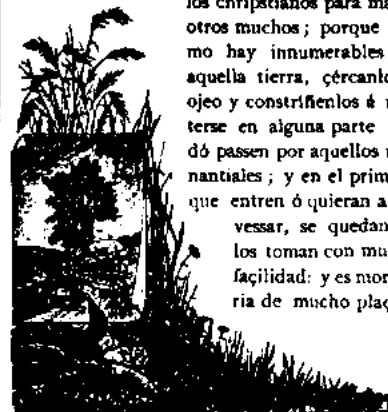 los chripstianos para ma
otros muchos; porque
mo hay innumerables
aquella tierra, çércanlo
ojeo y constriñenlos á
terse en alguna parte
dó passen por aquellos
nantiales; y en el prim
que entren ó quieran a
vessar, se quedan
los toman con mu
façilidad: y es mon
ria de mucho plaç